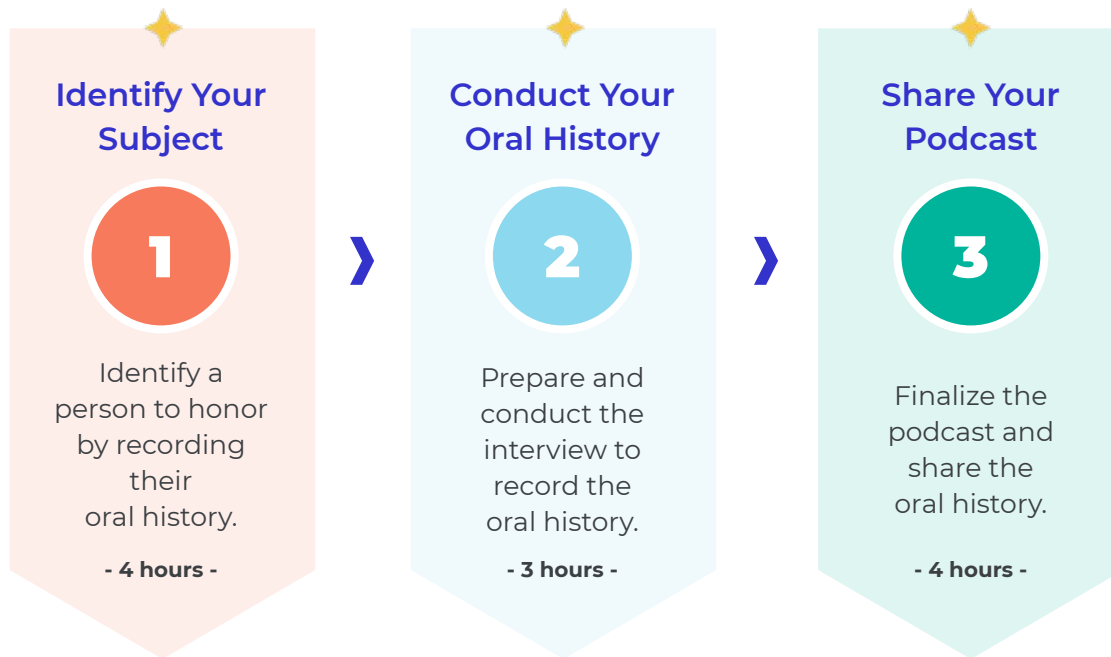 Identify Your
Subject
1
Identify a
person to honor
by recording
their
oral history.
- 4 hours -
Conduct Your
Oral History
2
Prepare and
conduct the
interview to
record the
oral history.
- 3 hours -
Share Your
Podcast
3
Finalize the
podcast and
share the
oral history.
- 4 hours -